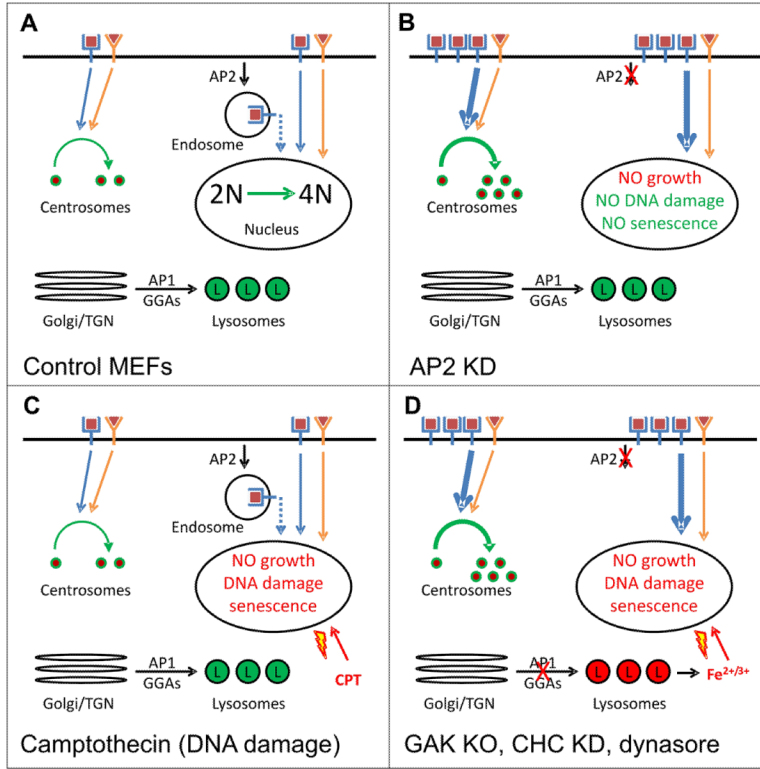 A
AP2
Endosome
Centrosomes
2N 4N
Nucleus
AP1
GGAs
L L L
Golgi/TGN
Lysosomes
Control MEFs
B
AP2
Centrosomes
NO growth
NO DNA damage
NO senescence
AP1
GGAs
L L L
Golgi/TGN
Lysosomes
AP2 KD
C
AP2
Endosome
Centrosomes
NO growth
DNA damage
senescence
AP1
GGAs
L L L
CPT
Golgi/TGN
Lysosomes
Camptothecin (DNA damage)
D
AP2
Centrosomes
NO growth
DNA damage
senescence
AP1
GGAs
L L L
Fe2+/3+
Golgi/TGN
Lysosomes
GAK KO, CHC KD, dynasore